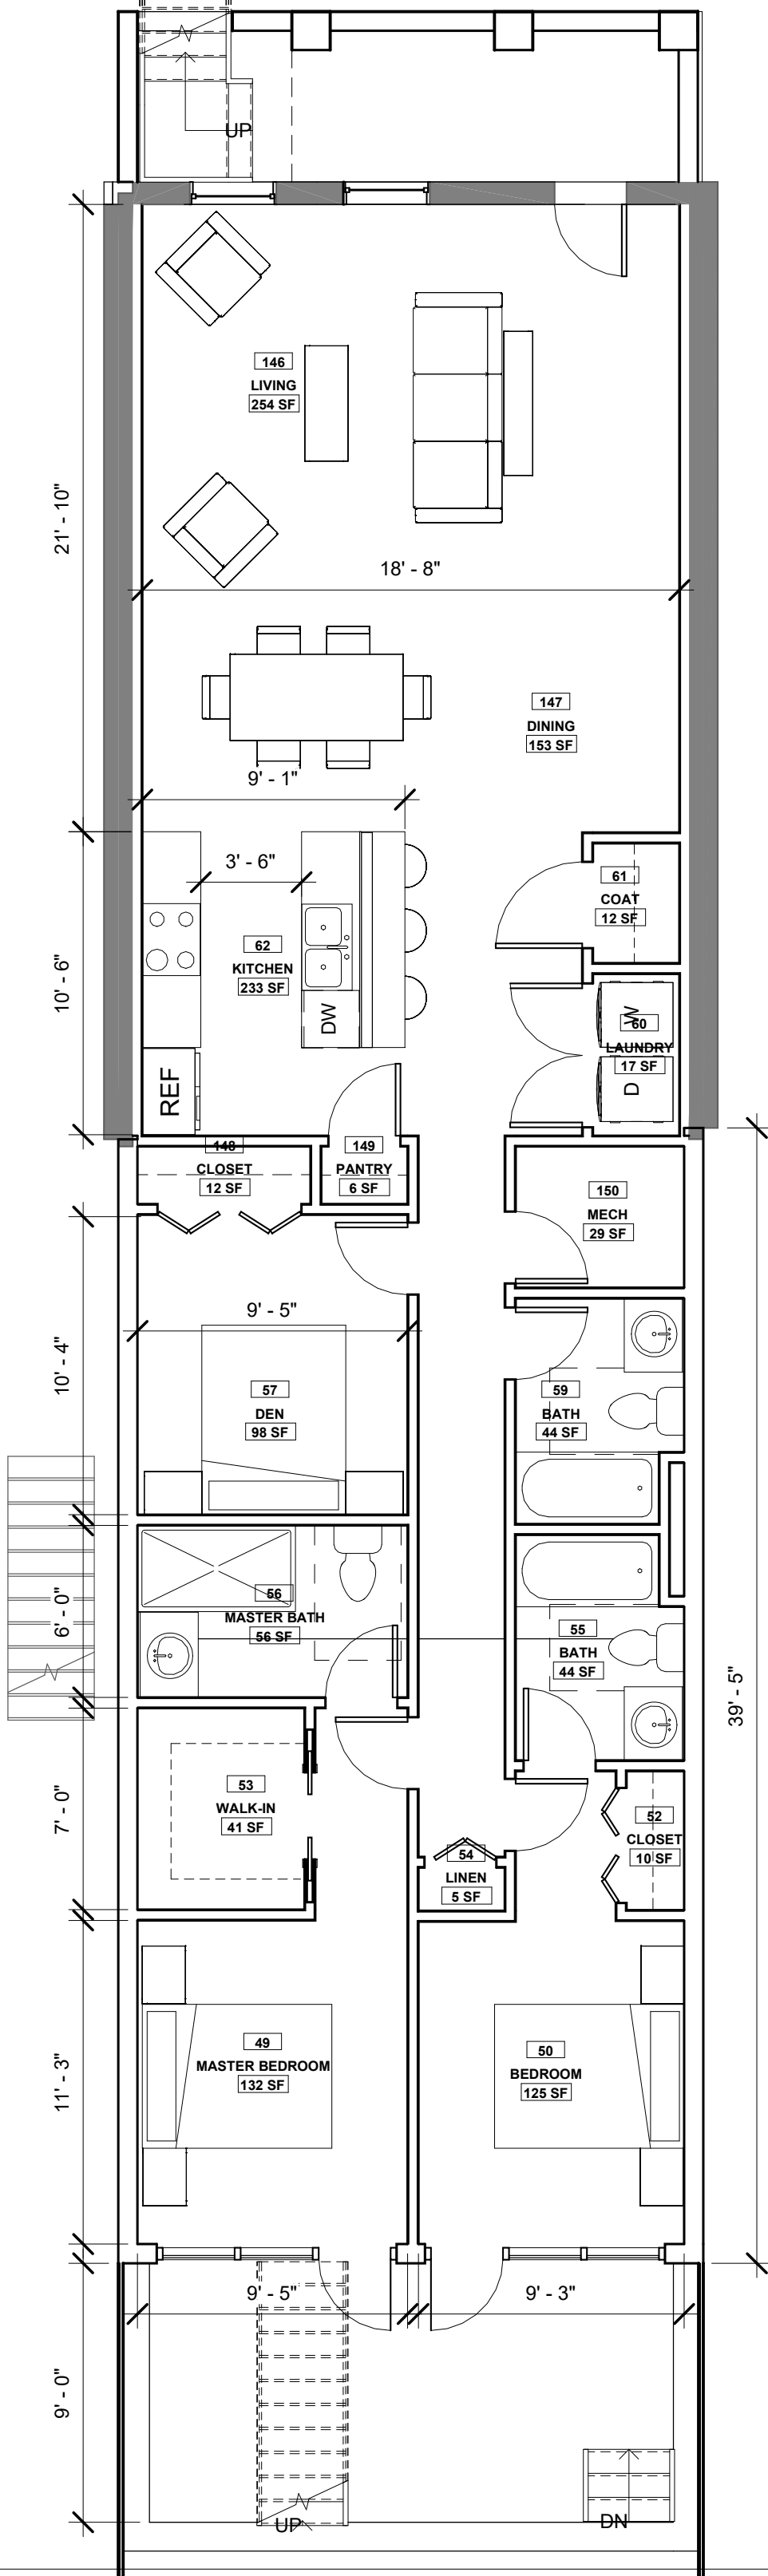 UP
146
LIVING
254 SF
21' - 10"
18' - 8"
147
DINING
153 SF
9' - 1"
3' - 6"
61
COAT
12 SF
62
KITCHEN
233 SF
10' - 6"
DW
W
60
LAUNDRY
17 SF
D
REF
148
CLOSET
12 SF
149
PANTRY
6 SF
150
MECH
29 SF
9' - 5"
10' - 4"
57
DEN
98 SF
59
BATH
44 SF
56
MASTER BATH
56 SF
6' - 0"
55
BATH
44 SF
39' - 5"
53
WALK-IN
41 SF
7' - 0"
52
CLOSET
10 SF
54
LINEN
5 SF
49
MASTER BEDROOM
132 SF
50
BEDROOM
125 SF
11' - 3"
9' - 5"
9' - 3"
9' - 0"
UP
DN